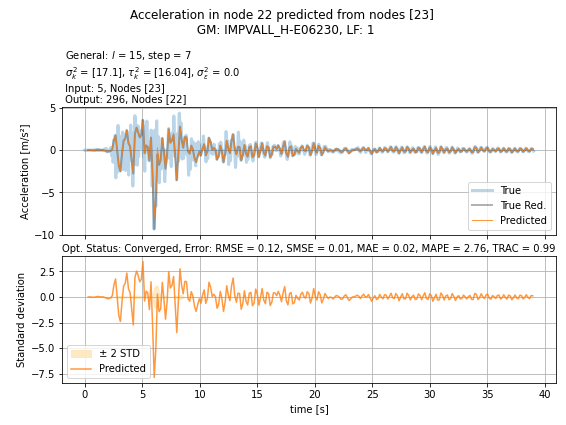 Acceleration in node 22 predicted from nodes [23]
GM: IMPVALL_H-E06230, LF: 1
General: l = 15, step = 7
σ²ₖ = [17.1], τ²ₖ = [16.04], σ²ε = 0.0
Input: 5, Nodes [23]
Output: 296, Nodes [22]
Acceleration [m/s²]
5
0
−5
−10
True
True Red.
Predicted
Opt. Status: Converged, Error: RMSE = 0.12, SMSE = 0.01, MAE = 0.02, MAPE = 2.76, TRAC = 0.99
Standard deviation
2.5
0.0
−2.5
−5.0
−7.5
± 2 STD
Predicted
0 5 10 15 20 25 30 35 40
time [s]